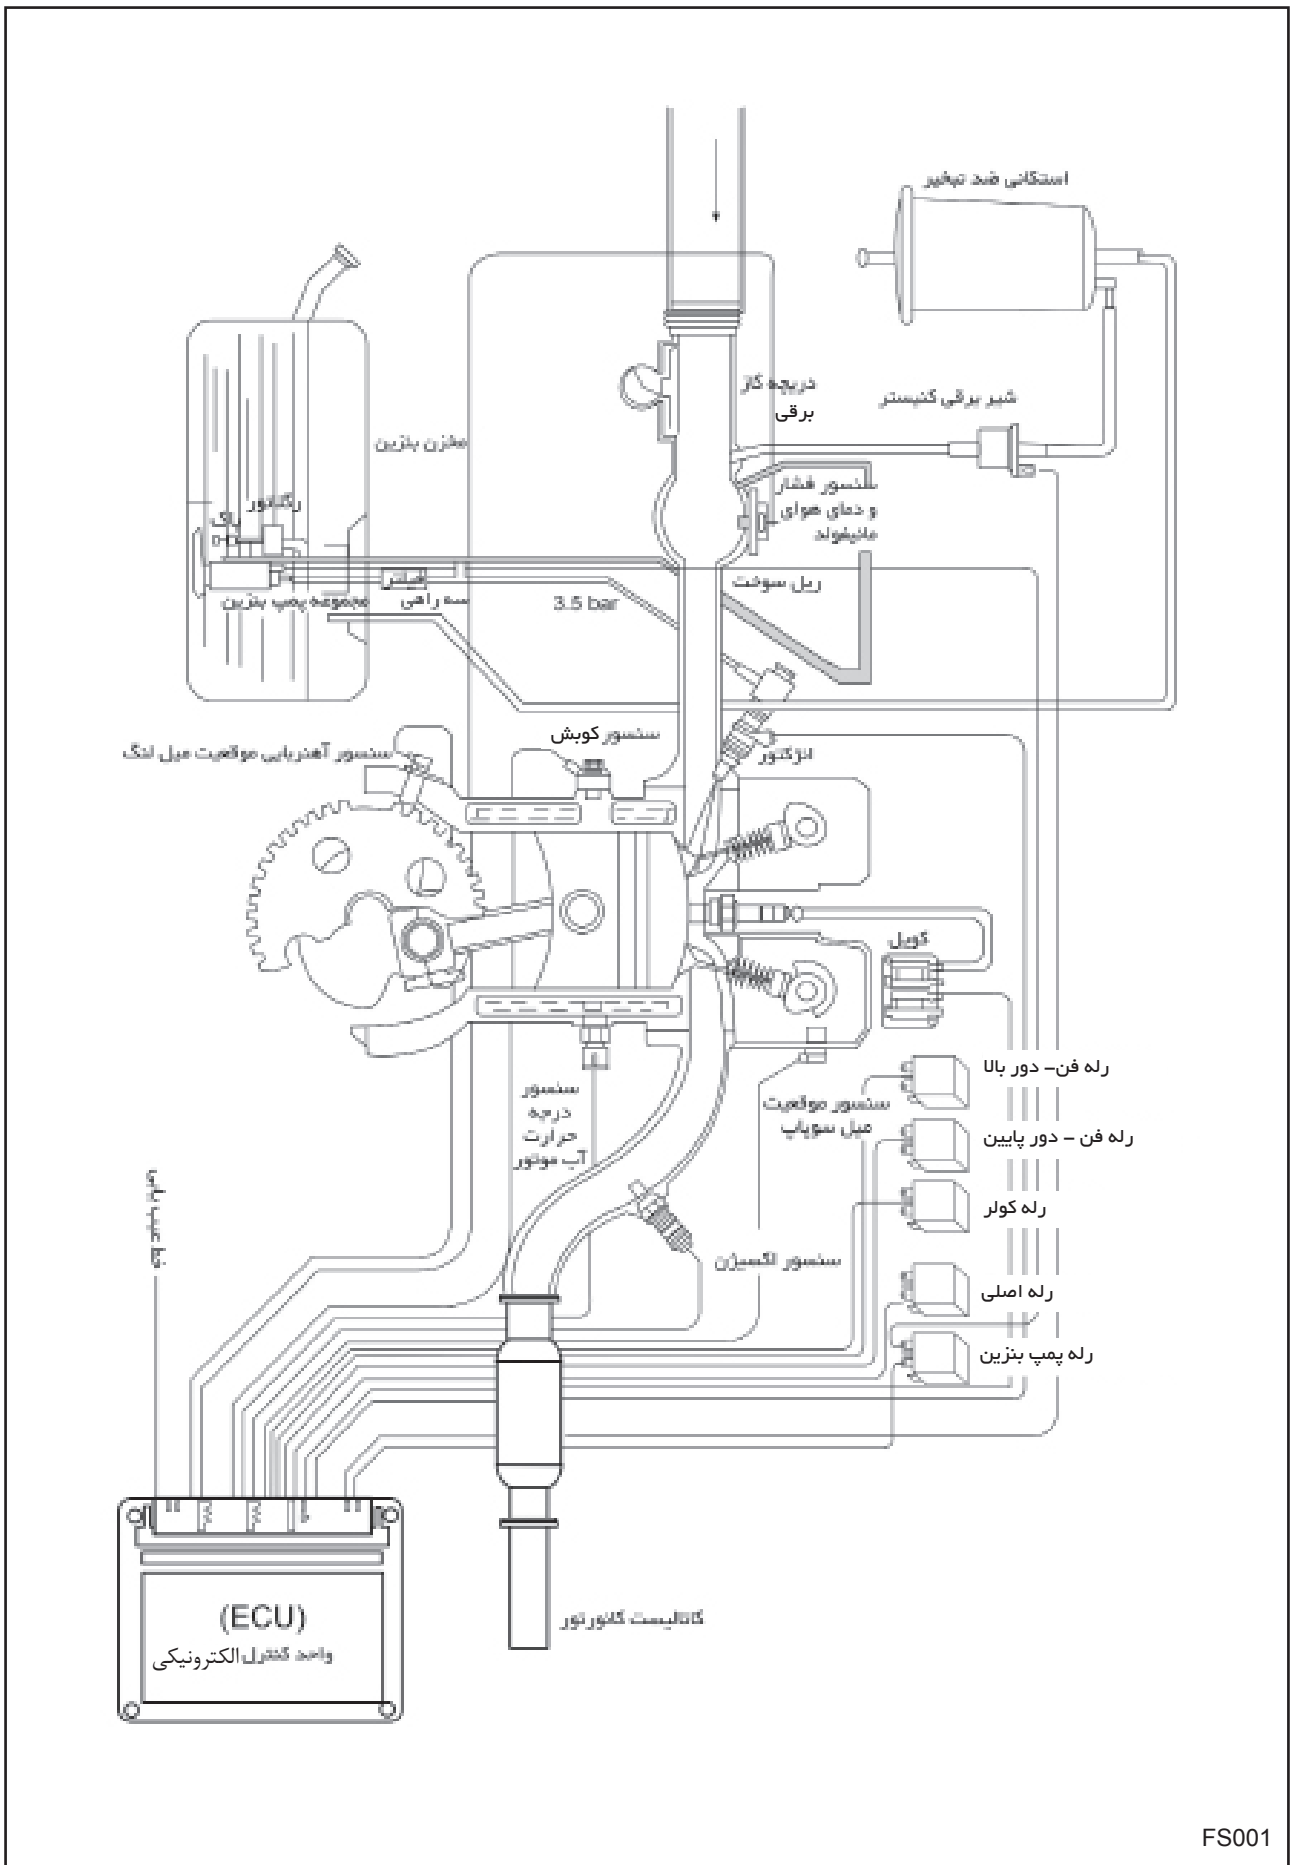 استکانی ضد تبخیر
دریچه گاز
برقی
شیر برقی کنیستر
مخزن بنزین
سنسور فشار
و دمای هوای
مانیفولد
رگلاتور
ریل سوخت
فیلتر
مجموعه پمپ بنزین
سه راهی
3.5 bar
سنسور کوبش
سنسور آهنربایی موقعیت میل لنگ
انژکتور
کویل
رله فن- دور بالا
سنسور
درجه
حرارت
آب موتور
سنسور موقعیت
میل سوپاپ
رله فن - دور پایین
رله کولر
خط عیب یابی
سنسور اکسیژن
رله اصلی
رله پمپ بنزین
(ECU)
واحد کنترل الکترونیکی
کاتالیست کانورتور
FS001